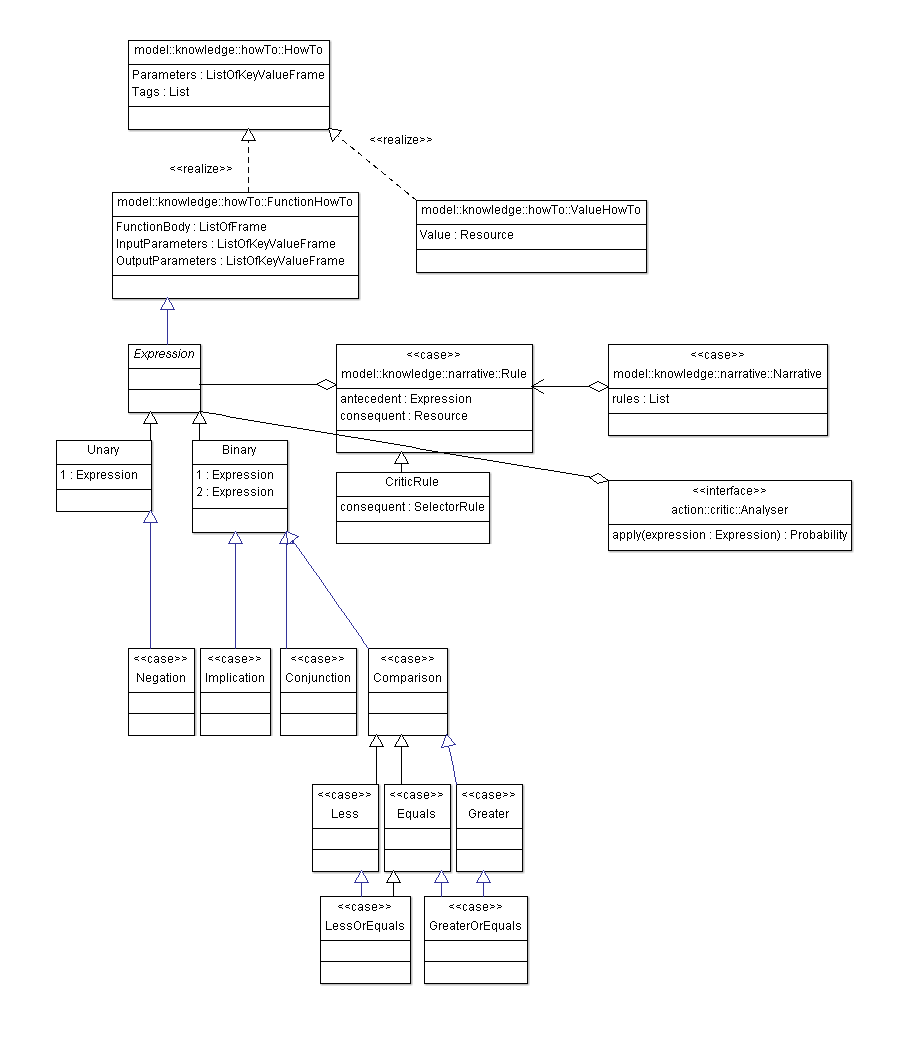 model::knowledge::howTo::HowTo
Parameters : ListOfKeyValueFrame
Tags : List
<<realize>>
<<realize>>
model::knowledge::howTo::FunctionHowTo
FunctionBody : ListOfFrame
InputParameters : ListOfKeyValueFrame
OutputParameters : ListOfKeyValueFrame
model::knowledge::howTo::ValueHowTo
Value : Resource
Expression
<<case>>
model::knowledge::narrative::Rule
antecedent : Expression
consequent : Resource
<<case>>
model::knowledge::narrative::Narrative
rules : List
Unary
1 : Expression
Binary
1 : Expression
2 : Expression
CriticRule
consequent : SelectorRule
<<interface>>
action::critic::Analyser
apply(expression : Expression) : Probability
<<case>>
Negation
<<case>>
Implication
<<case>>
Conjunction
<<case>>
Comparison
<<case>>
Less
<<case>>
Equals
<<case>>
Greater
<<case>>
LessOrEquals
<<case>>
GreaterOrEquals